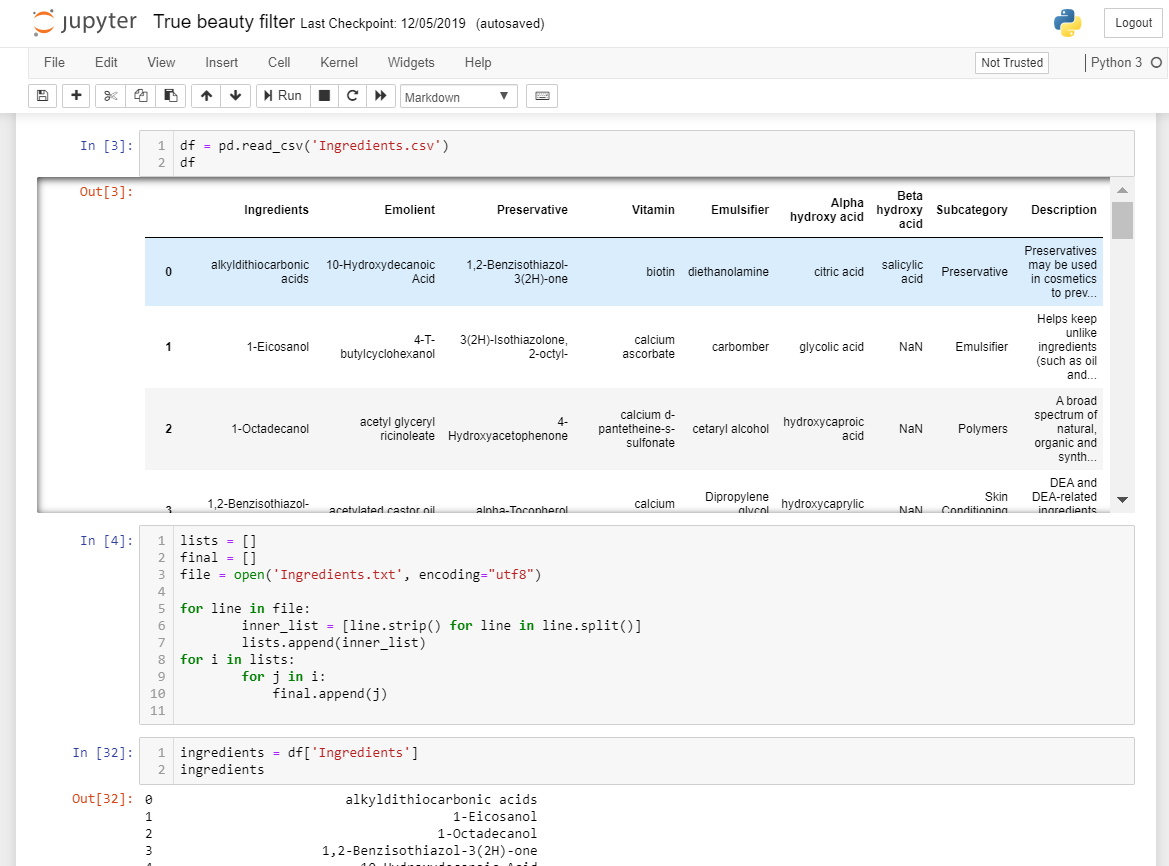 jupyter True beauty filter Last Checkpoint: 12/05/2019 (autosaved) Logout
File Edit View Insert Cell Kernel Widgets Help Not Trusted Python 3
Run Markdown
In [3]: 1 df = pd.read_csv('Ingredients.csv')
2 df
Out[3]:
Ingredients Emolient Preservative Vitamin Emulsifier Alpha hydroxy acid Beta hydroxy acid Subcategory Description
0 alkyldithiocarbonic acids 10-Hydroxydecanoic Acid 1,2-Benzisothiazol-3(2H)-one biotin diethanolamine citric acid salicylic acid Preservative Preservatives may be used in cosmetics to prev...
1 1-Eicosanol 4-T-butylcyclohexanol 3(2H)-Isothiazolone, 2-octyl- calcium ascorbate carbomber glycolic acid NaN Emulsifier Helps keep unlike ingredients (such as oil and...
2 1-Octadecanol acetyl glyceryl ricinoleate 4-Hydroxyacetophenone calcium d-pantetheine-s-sulfonate cetaryl alcohol hydroxycaproic acid NaN Polymers A broad spectrum of natural, organic and synth...
3 1,2-Benzisothiazol- acetylated castor oil alpha-Tocopherol calcium Dipropylene glycol hydroxycaprylic NaN Skin Conditioning DEA and DEA-related ingredients
In [4]: 1 lists = []
2 final = []
3 file = open('Ingredients.txt', encoding="utf8")
4
5 for line in file:
6 inner_list = [line.strip() for line in line.split()]
7 lists.append(inner_list)
8 for i in lists:
9 for j in i:
10 final.append(j)
11
In [32]: 1 ingredients = df['Ingredients']
2 ingredients
Out[32]: 0 alkyldithiocarbonic acids
1 1-Eicosanol
2 1-Octadecanol
3 1,2-Benzisothiazol-3(2H)-one
4 10-Hydroxydecanoic Acid